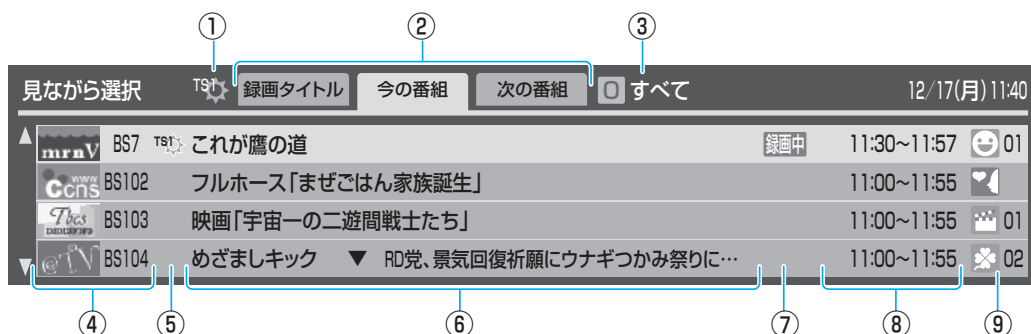 ① ② ③
見ながら選択 TS1 録画タイトル 今の番組 次の番組 0 すべて 12/17(月)11:40
mrnV BS7 TS1 これが鷹の道 録画中 11:30~11:57 01
www Ccns BS102 フルホース「まぜごはん家族誕生」 11:00~11:55
Tbcs BS103 映画「宇宙一の二遊間戦士たち」 11:00~11:55 01
@TV BS104 めざましキック ▼ RD党、景気回復祈願にウナギつかみ祭りに… 11:00~11:55 02
④ ⑤ ⑥ ⑦ ⑧ ⑨